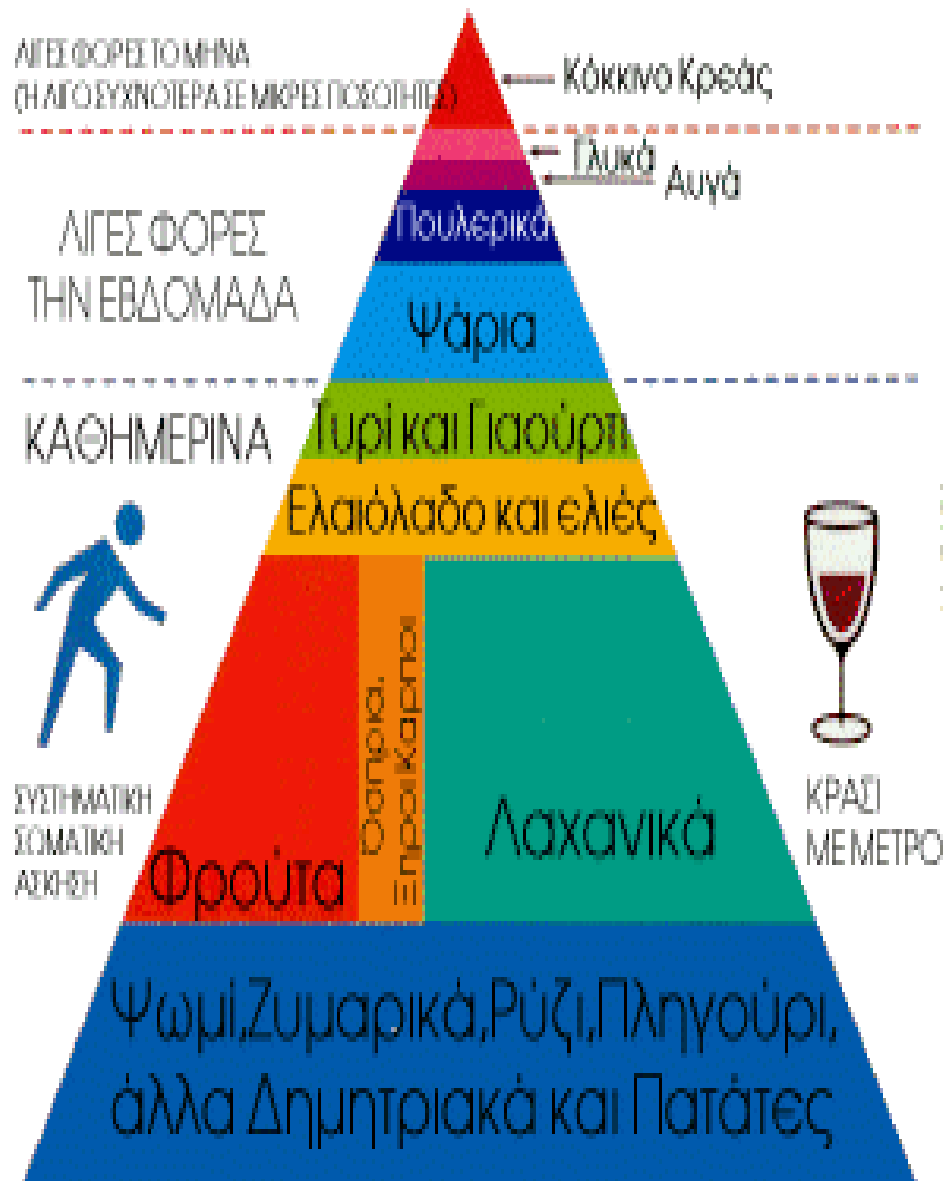 ΛΙΓΕΣ ΦΟΡΕΣ ΤΟ ΜΗΝΑ
(Ή ΛΙΓΟ ΣΥΧΝΟΤΕΡΑ ΣΕ ΜΙΚΡΕΣ ΠΟΣΟΤΗΤΕΣ)
Κόκκινο Κρεάς
Γλυκά
Αυγά
ΛΙΓΕΣ ΦΟΡΕΣ
ΤΗΝ ΕΒΔΟΜΑΔΑ
Πουλερικά
Ψάρια
ΚΑΘΗΜΕΡΙΝΑ
Τυρί και Γιαούρτι
Ελαιόλαδο και ελιές
ΣΥΣΤΗΜΑΤΙΚΗ
ΣΩΜΑΤΙΚΗ
ΑΣΚΗΣΗ
Φρούτα
Όσπρια,
Ξηροί Καρποί
Λαχανικά
ΚΡΑΣΙ
ΜΕ ΜΕΤΡΟ
Ψωμί,Ζυμαρικά,Ρύζι,Πληγούρι,
άλλα Δημητριακά και Πατάτες